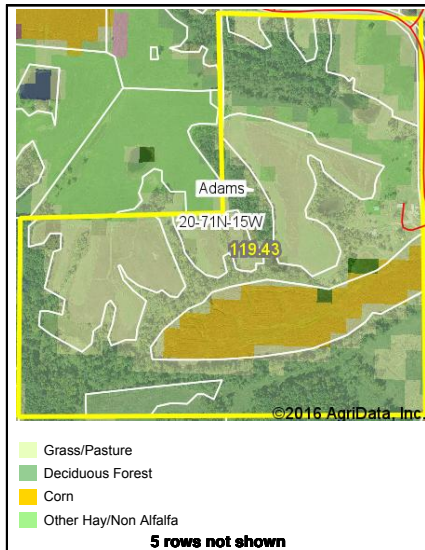 Adams
20-71N-15W
119.43
©2016 AgriData, Inc.
Grass/Pasture
Deciduous Forest
Corn
Other Hay/Non Alfalfa
5 rows not shown